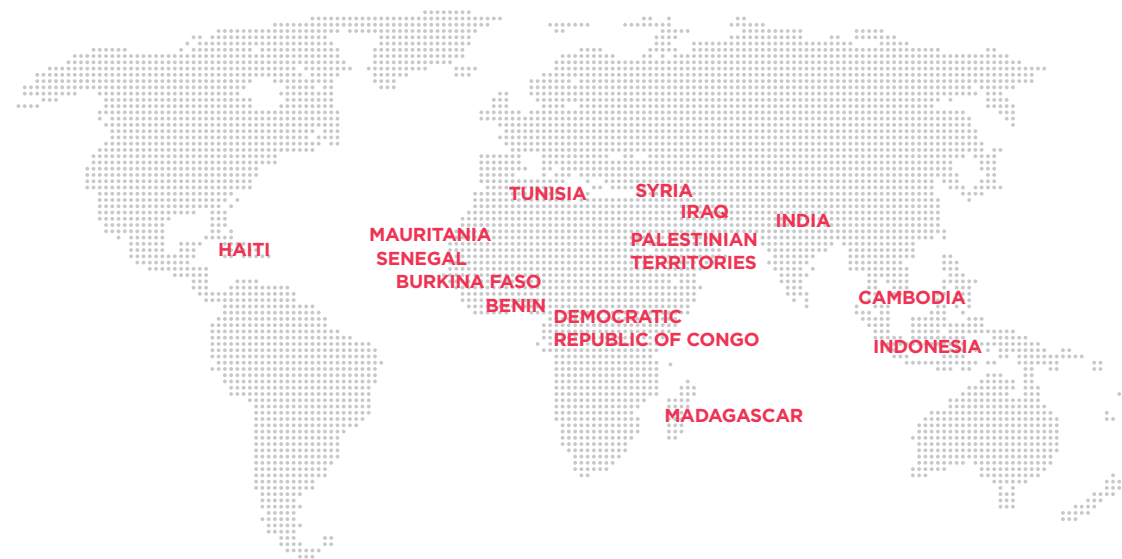 TUNISIA
SYRIA
IRAQ
INDIA
MAURITANIA
PALESTINIAN
TERRITORIES
HAITI
SENEGAL
BURKINA FASO
BENIN
CAMBODIA
DEMOCRATIC
REPUBLIC OF CONGO
INDONESIA
MADAGASCAR